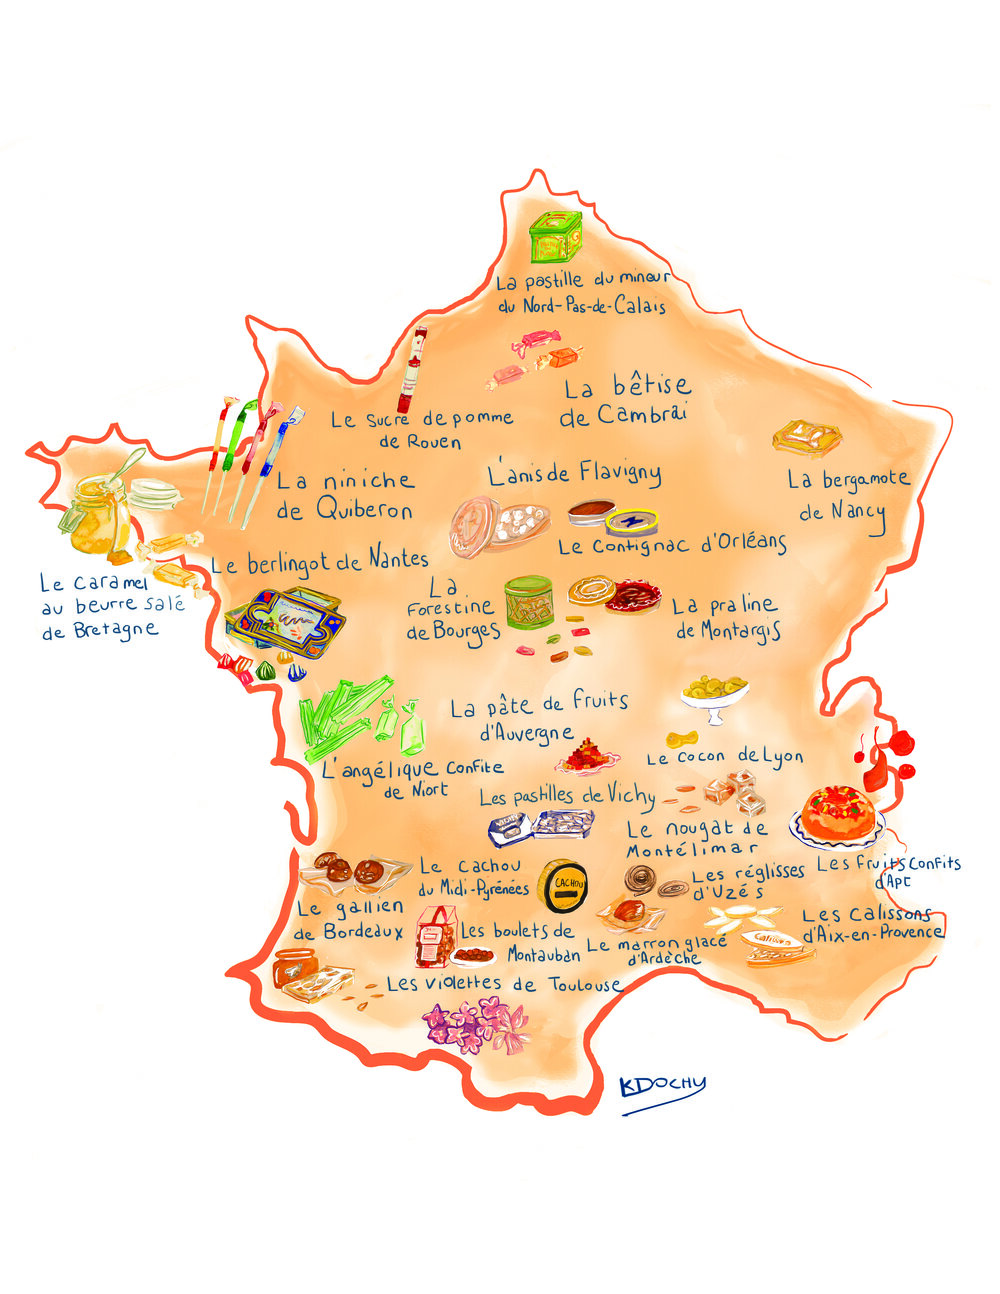 La pastille du mineur
du Nord-Pas-de-Calais
La bêtise
de Cambrai
Le sucre de pomme
de Rouen
La niniche
de Quiberon
L'anis de Flavigny
La bergamote
de Nancy
Le Contignac d'Orléans
Le berlingot de Nantes
Le Caramel
au beurre salé
de Bretagne
La
Forestine
de Bourges
La praline
de Montargis
La pâte de fruits
d'Auvergne
Le cocon de Lyon
L'angélique Confite
de Niort
Les pastilles de Vichy
VICHY
Le nougat de
Montélimar
Le cachou
du Midi-Pyrénées
CACHOU
Les réglisses
d'Uzés
Les fruits Confits
d'Apt
Le gallien
de Bordeaux
Les boulets de
Montauban
Le marron glacé
d'Ardèche
Les Calissons
d'Aix-en-Provence
Calissons
Les violettes de Toulouse
KDOCHY